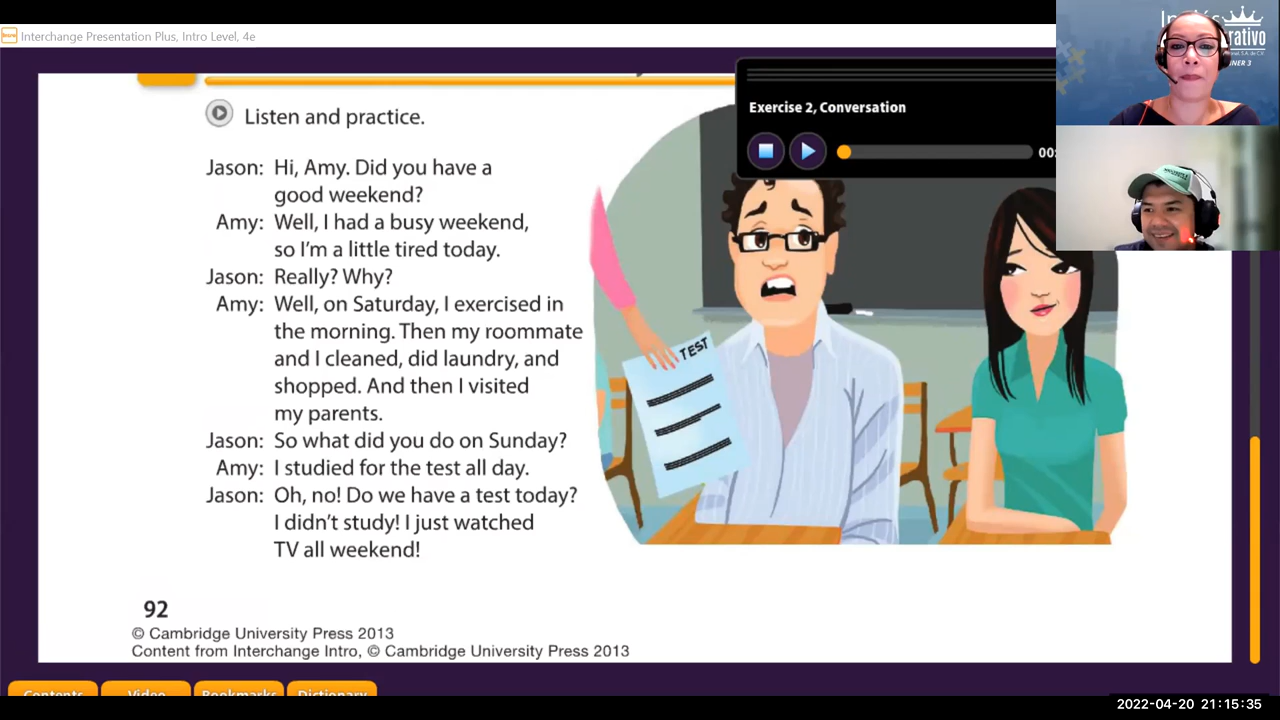 Interchange Presentation Plus, Intro Level, 4e
Listen and practice.
Jason: Hi, Amy. Did you have a
good weekend?
Amy: Well, I had a busy weekend,
so I'm a little tired today.
Jason: Really? Why?
Amy: Well, on Saturday, I exercised in
the morning. Then my roommate
and I cleaned, did laundry, and
shopped. And then I visited
my parents.
Jason: So what did you do on Sunday?
Amy: I studied for the test all day.
Jason: Oh, no! Do we have a test today?
I didn't study! I just watched
TV all weekend!
Exercise 2, Conversation
00:
TEST
92
© Cambridge University Press 2013
Content from Interchange Intro, © Cambridge University Press 2013
Contents Video Bookmarks Dictionary
2022-04-20 21:15:35